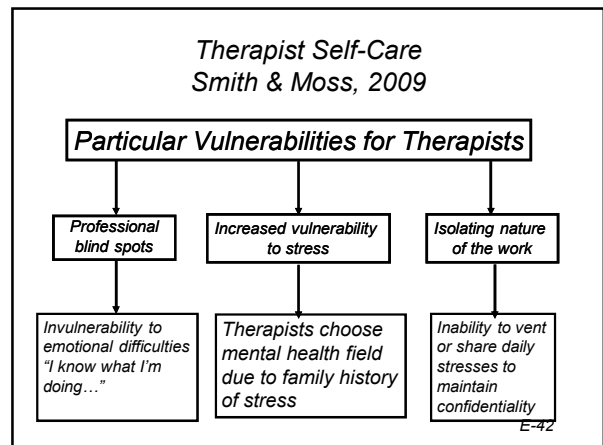 Therapist Self-Care
Smith & Moss, 2009
Particular Vulnerabilities for Therapists
Professional
blind spots
Increased vulnerability
to stress
Isolating nature
of the work
Invulnerability to
emotional difficulties
“I know what I’m
doing…”
Therapists choose
mental health field
due to family history
of stress
Inability to vent
or share daily
stresses to
maintain
confidentiality
E-42